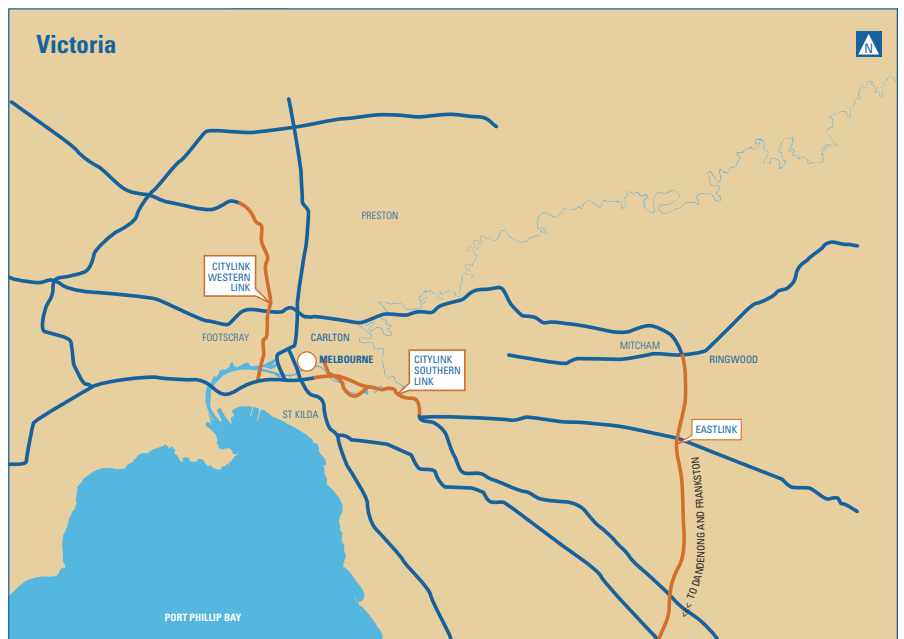 Victoria
N
PRESTON
CITYLINK
WESTERN
LINK
FOOTSCRAY
CARLTON
MELBOURNE
CITYLINK
SOUTHERN
LINK
MITCHAM
RINGWOOD
ST KILDA
EASTLINK
<<< TO DANDENONG AND FRANKSTON
PORT PHILLIP BAY